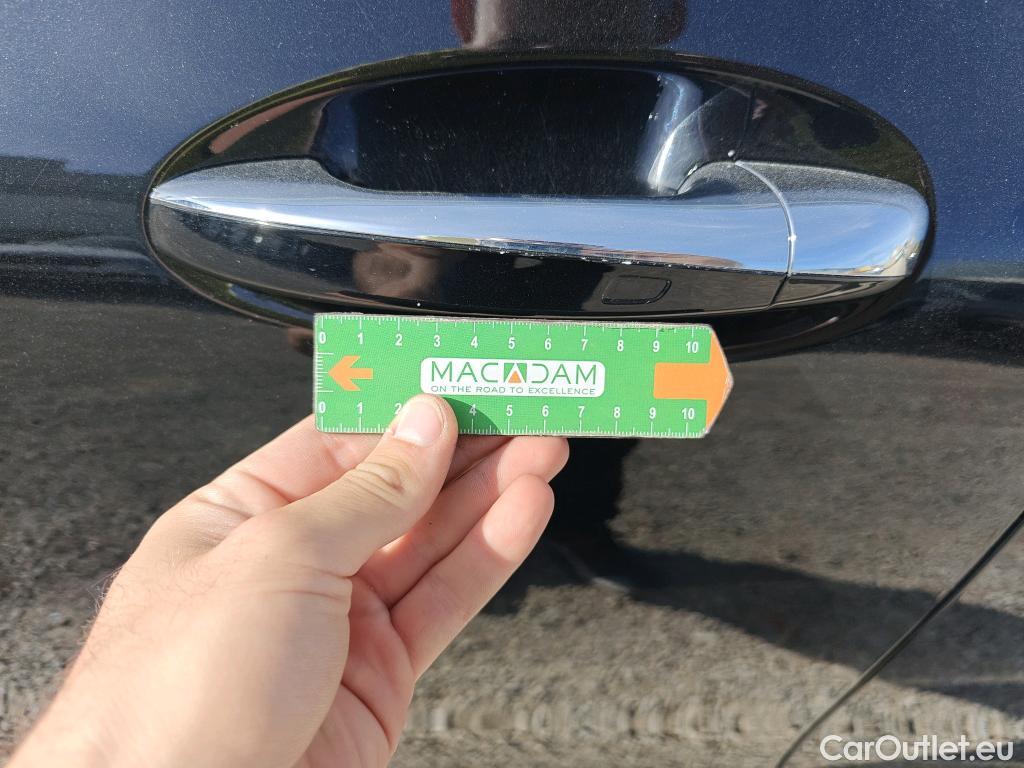 0 1 2 3 4 5 6 7 8 9 10
MACADAM
ON THE ROAD TO EXCELLENCE
0 1 2 4 5 6 7 8 9 10
CarOutlet.eu